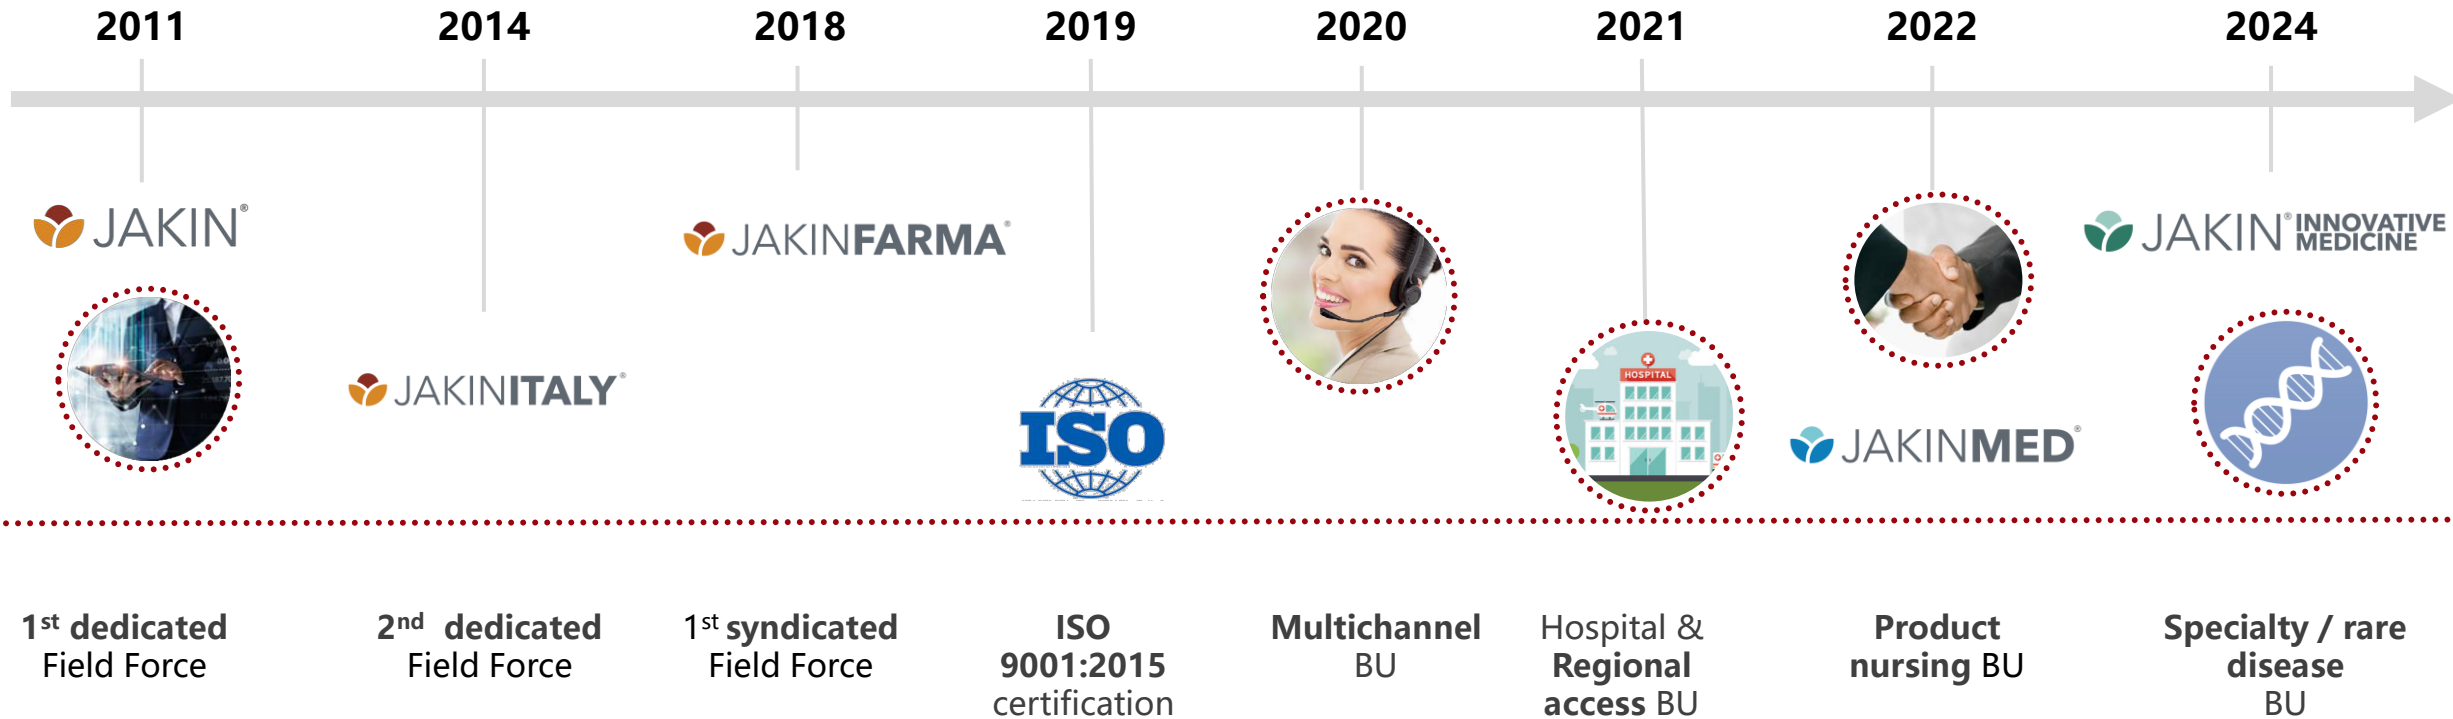 2011
2014
2018
2019
2020
2021
2022
2024
JAKIN®
JAKINITALY®
JAKINFARMA®
ISO
HOSPITAL
JAKINMED®
JAKIN® INNOVATIVE
MEDICINE
1st dedicated
Field Force
2nd dedicated
Field Force
1st syndicated
Field Force
ISO
9001:2015
certification
Multichannel
BU
Hospital &
Regional
access BU
Product
nursing BU
Specialty / rare
disease
BU